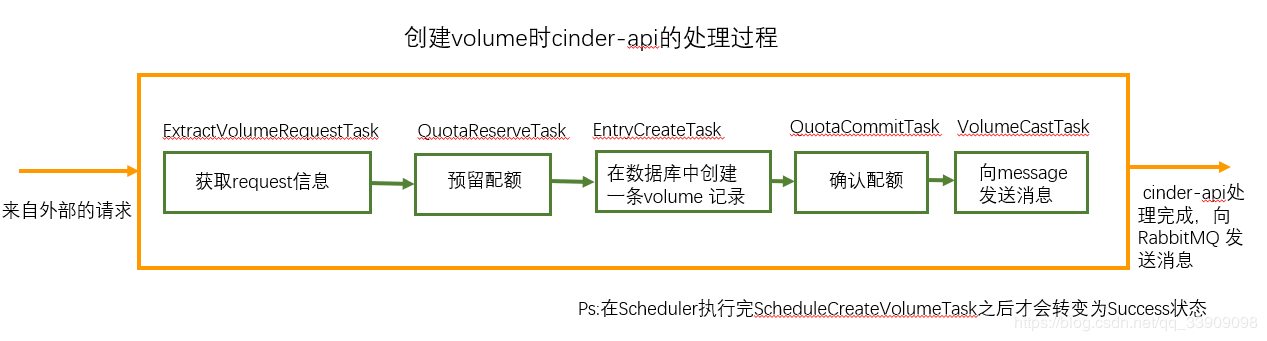 创建volume时cinder-api的处理过程
ExtractVolumeRequestTask
QuotaReserveTask
EntryCreateTask
QuotaCommitTask
VolumeCastTask
获取request信息
预留配额
在数据库中创建
一条volume 记录
确认配额
向message
发送消息
来自外部的请求
cinder-api处
理完成，向
RabbitMQ 发
送消息
Ps:在Scheduler执行完ScheduleCreateVolumeTask之后才会转变为Success状态
https://blog.csdn.net/qq_33909098